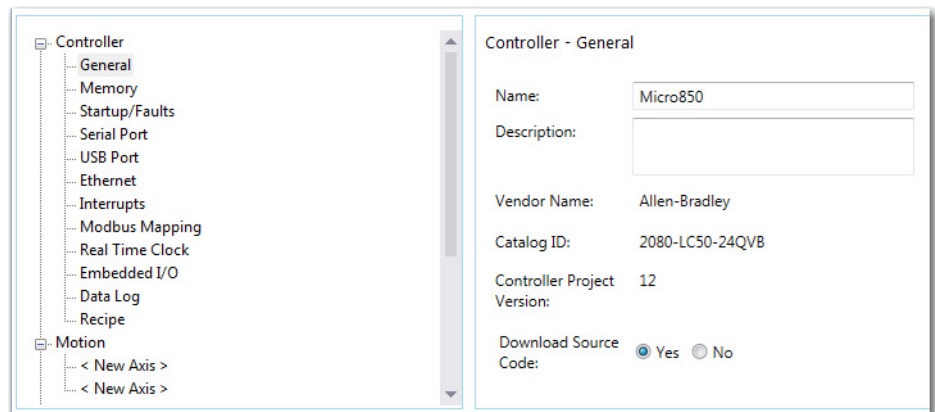 Controller
General
Memory
Startup/Faults
Serial Port
USB Port
Ethernet
Interrupts
Modbus Mapping
Real Time Clock
Embedded I/O
Data Log
Recipe
Motion
< New Axis >
< New Axis >
Controller - General
Name: Micro850
Description:
Vendor Name: Allen-Bradley
Catalog ID: 2080-LC50-24QVB
Controller Project 12
Version:
Download Source
Code: Yes No